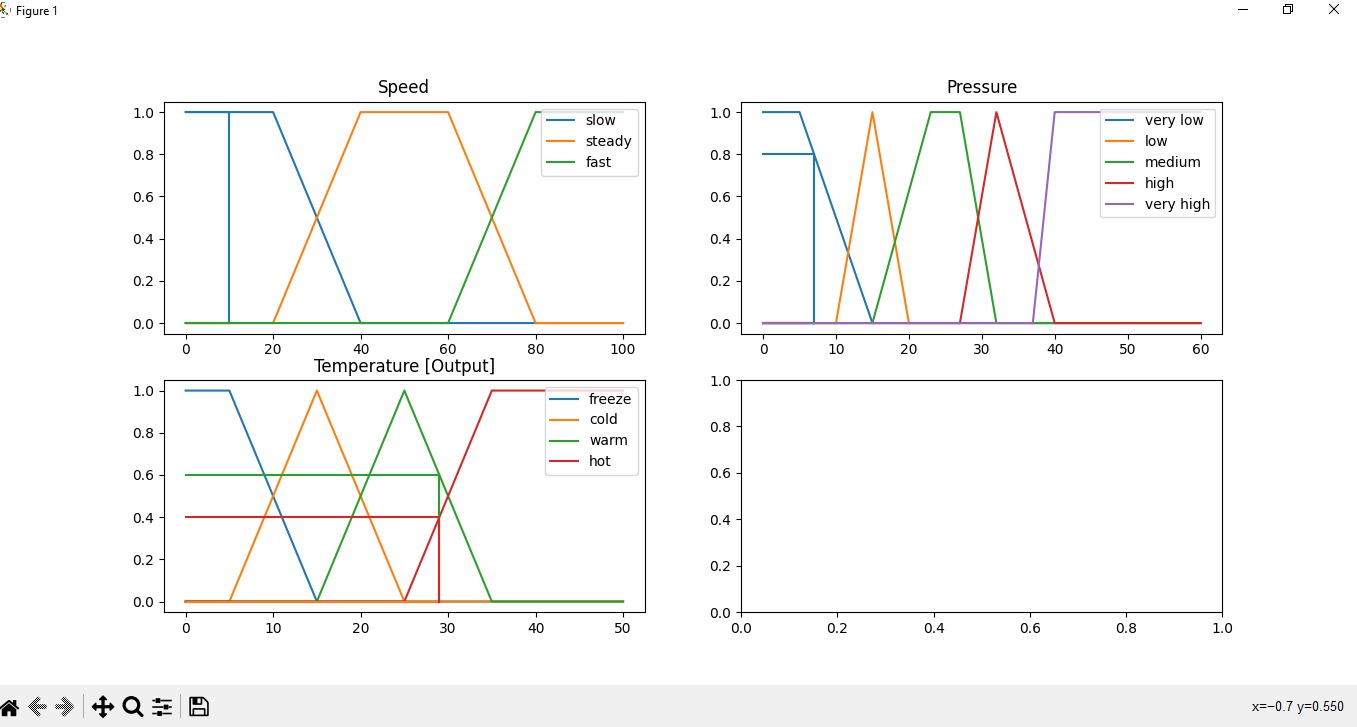 Figure 1
Speed
1.0
0.8
0.6
0.4
0.2
0.0
0 20 40 60 80 100
slow
steady
fast
Pressure
1.0
0.8
0.6
0.4
0.2
0.0
0 10 20 30 40 50 60
very low
low
medium
high
very high
Temperature [Output]
1.0
0.8
0.6
0.4
0.2
0.0
0 10 20 30 40 50
freeze
cold
warm
hot
1.0
0.8
0.6
0.4
0.2
0.0
0.0 0.2 0.4 0.6 0.8 1.0
x=−0.7 y=0.550